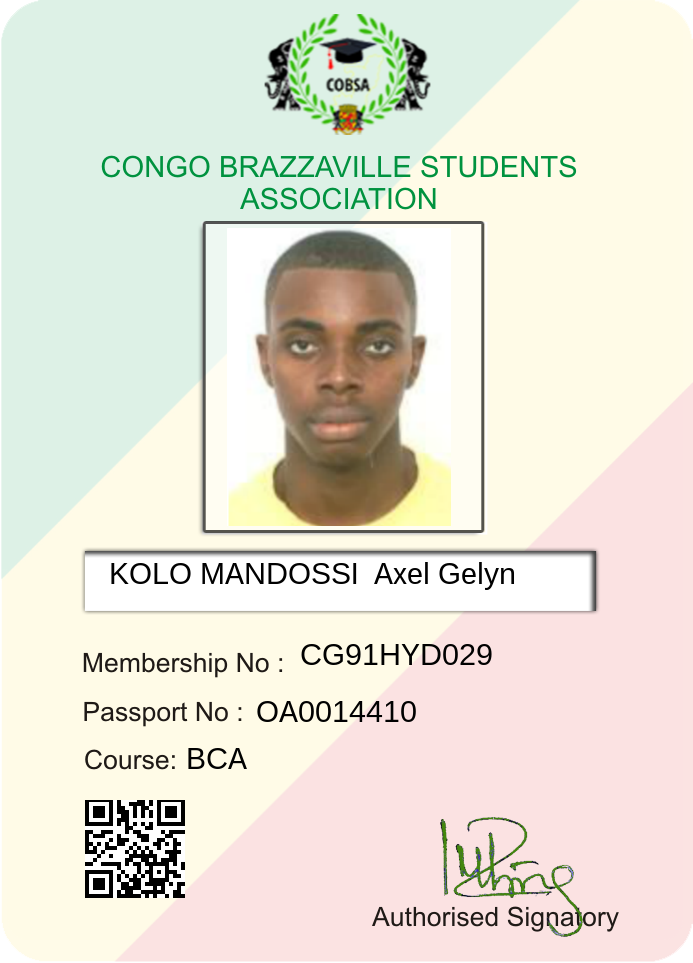 COBSA
CONGO BRAZZAVILLE STUDENTS
ASSOCIATION
KOLO MANDOSSI Axel Gelyn
Membership No : CG91HYD029
Passport No : OA0014410
Course: BCA
Authorised Signatory